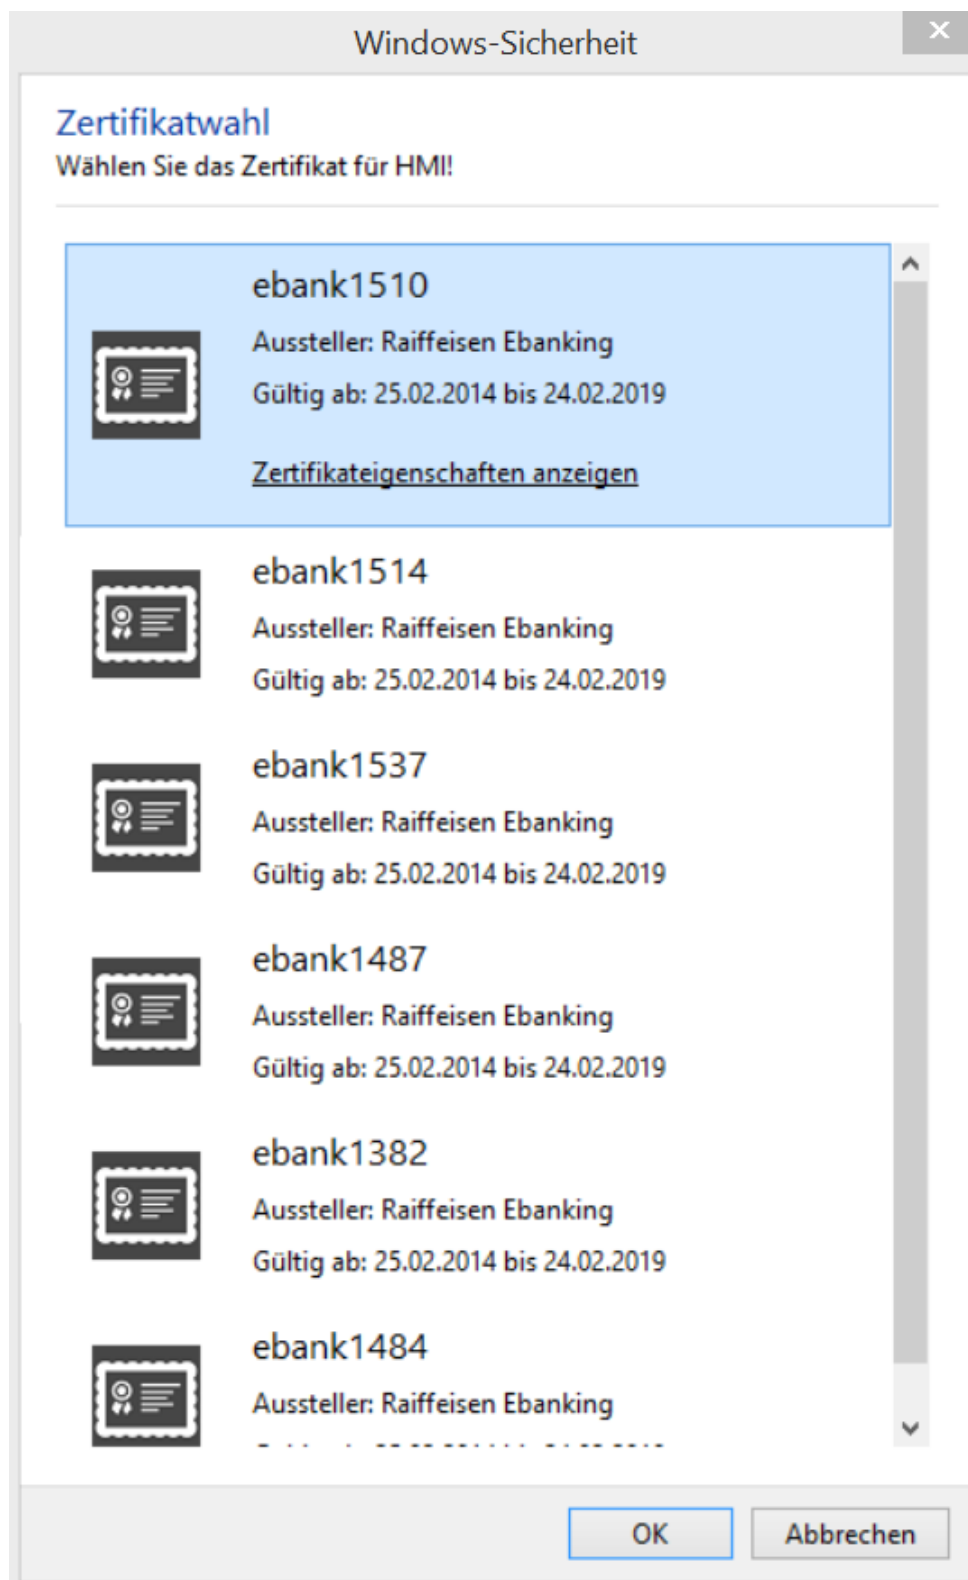 Windows-Sicherheit
Zertifikatwahl
Wählen Sie das Zertifikat für HMI!
ebank1510
Aussteller: Raiffeisen Ebanking
Gültig ab: 25.02.2014 bis 24.02.2019
Zertifikateigenschaften anzeigen
ebank1514
Aussteller: Raiffeisen Ebanking
Gültig ab: 25.02.2014 bis 24.02.2019
ebank1537
Aussteller: Raiffeisen Ebanking
Gültig ab: 25.02.2014 bis 24.02.2019
ebank1487
Aussteller: Raiffeisen Ebanking
Gültig ab: 25.02.2014 bis 24.02.2019
ebank1382
Aussteller: Raiffeisen Ebanking
Gültig ab: 25.02.2014 bis 24.02.2019
ebank1484
Aussteller: Raiffeisen Ebanking
OK Abbrechen